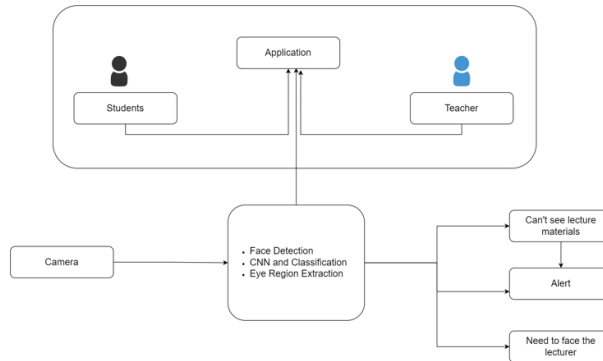 Application
Students
Teacher
Camera
• Face Detection
• CNN and Classification
• Eye Region Extraction
Can't see lecture
materials
Alert
Need to face the
lecturer